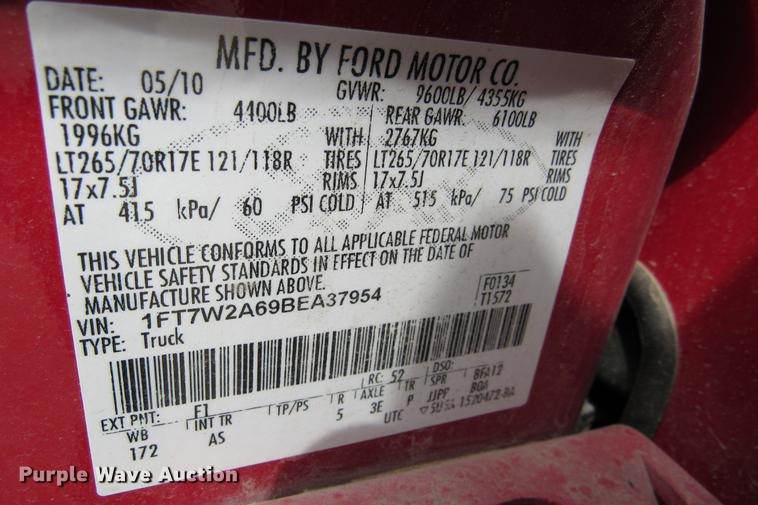 MFD. BY FORD MOTOR CO.
DATE: 05/10 GVWR: 9600LB/ 4355KG
FRONT GAWR: 4400LB REAR GAWR: 6100LB
1996KG WITH 2767KG WITH
LT265/70R17E 121/118R TIRES LT265/70R17E 121/118R TIRES
17x7.5J RIMS 17x7.5J RIMS
AT 415 kPa/ 60 PSI COLD AT 515 kPa/ 75 PSI COLD
THIS VEHICLE CONFORMS TO ALL APPLICABLE FEDERAL MOTOR
VEHICLE SAFETY STANDARDS IN EFFECT ON THE DATE OF
MANUFACTURE SHOWN ABOVE.
F0134
VIN: 1FT7W2A69BEA37954 T1572
TYPE: Truck
RC: 52 DSO:
EXT PNT: F1 TP/PS R AXLE TR SPR BFA12
WB INT TR 5 3E P JJPP BOA
172 AS UTC
Purple Wave Auction